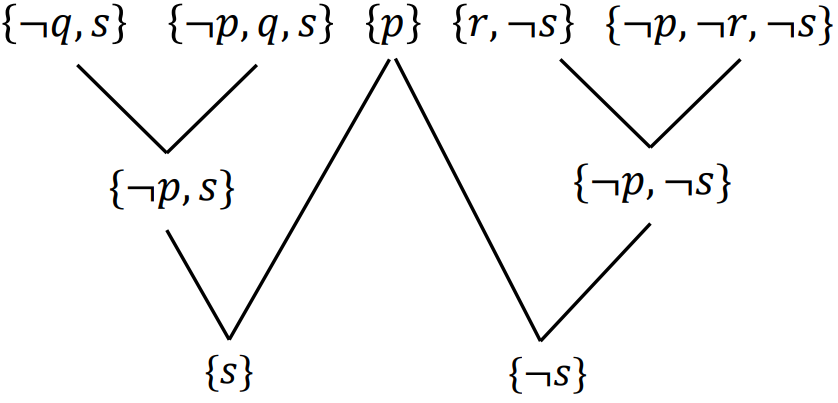 {¬q, s} {¬p, q, s} {p} {r, ¬s} {¬p, ¬r, ¬s}
{¬p, s} {¬p, ¬s}
{s} {¬s}